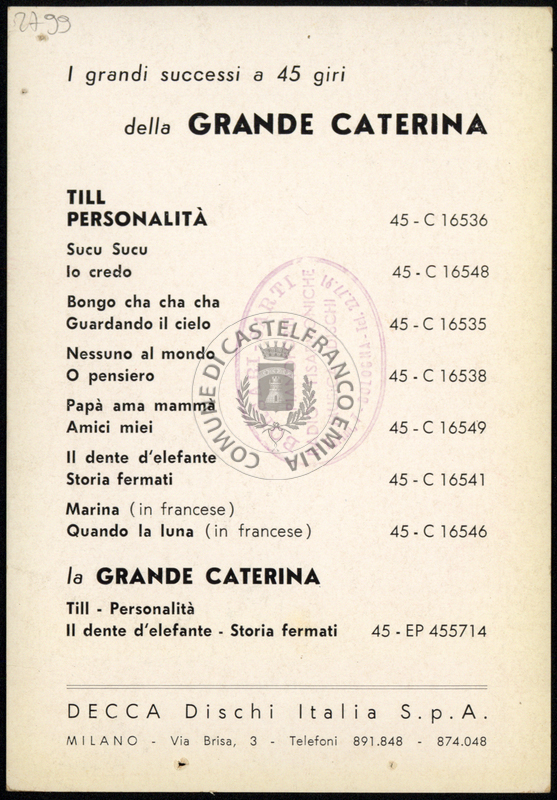 2799
I grandi successi a 45 giri
della GRANDE CATERINA
TILL
PERSONALITÀ 45 - C 16536
Sucu Sucu
Io credo 45 - C 16548
Bongo cha cha cha
Guardando il cielo 45 - C 16535
Nessuno al mondo
O pensiero 45 - C 16538
Papà ama mamma
Amici miei 45 - C 16549
Il dente d'elefante
Storia fermati 45 - C 16541
Marina (in francese)
Quando la luna (in francese) 45 - C 16546
COMUNE DI CASTELFRANCO EMILIA
la GRANDE CATERINA
Till - Personalità
Il dente d'elefante - Storia fermati 45 - EP 455714
DECCA Dischi Italia S.p.A.
MILANO - Via Brisa, 3 - Telefoni 891.848 - 874.048